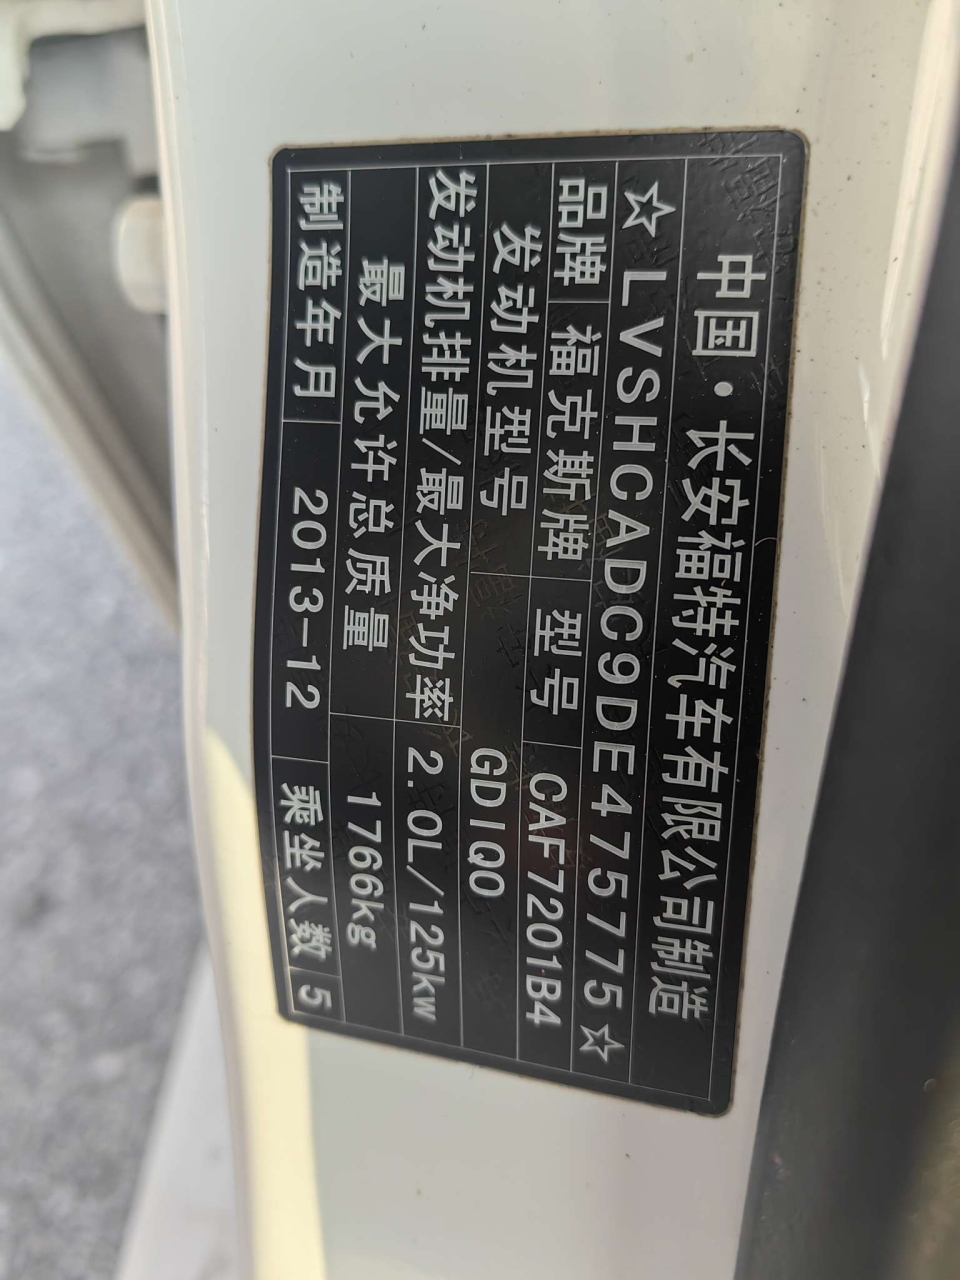 中国·长安福特汽车有限公司制造
☆LVSHCADC9DE475775☆
品牌 福克斯牌 型号 CAF7201B4
发动机型号 GDIQ0
发动机排量/最大净功率 2.0L/125kW
最大允许总质量 1766kg
制造年月 2013-12 乘坐人数 5